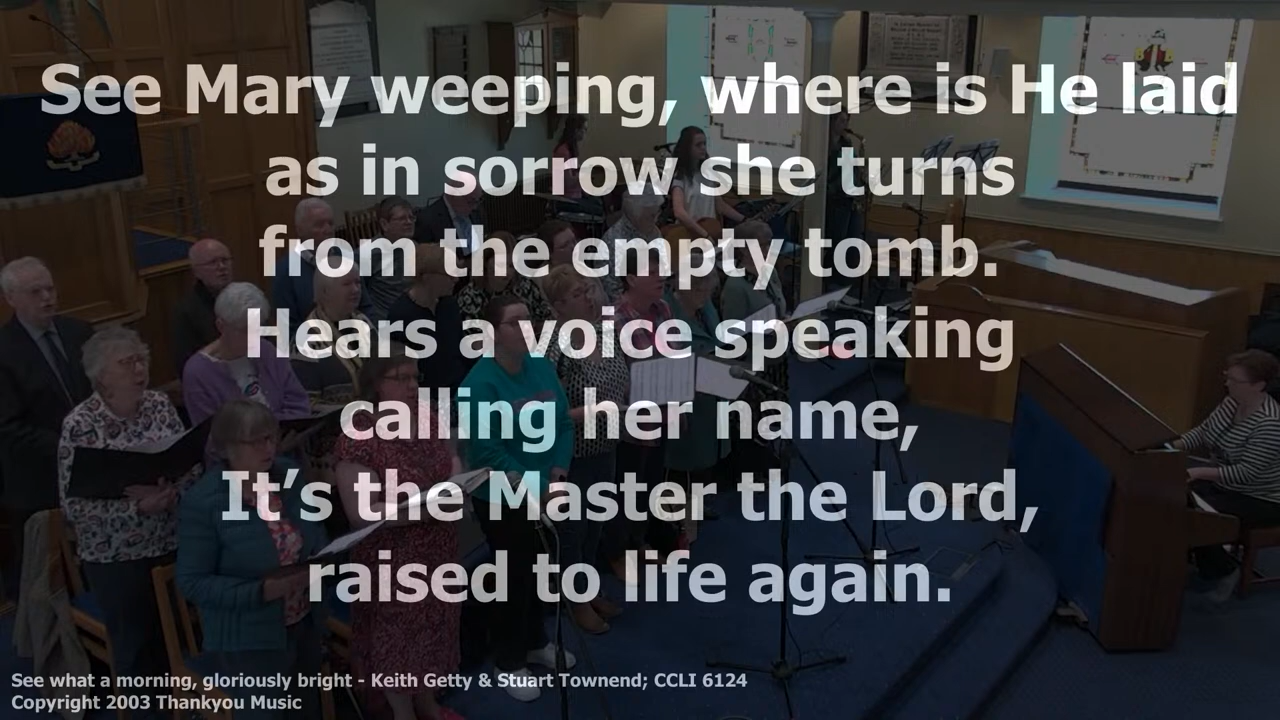 See Mary weeping, where is He laid
as in sorrow she turns
from the empty tomb.
Hears a voice speaking
calling her name,
It’s the Master the Lord,
raised to life again.
See what a morning, gloriously bright - Keith Getty & Stuart Townend; CCLI 6124
Copyright 2003 Thankyou Music